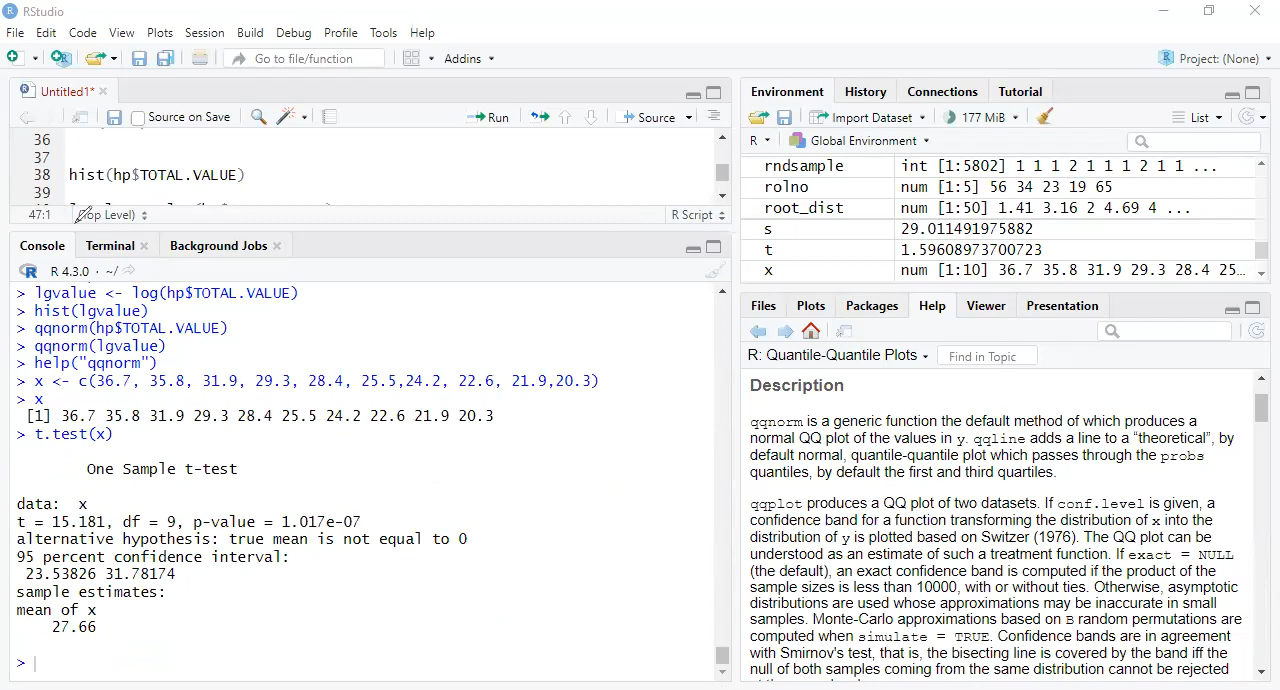 RStudio
File Edit Code View Plots Session Build Debug Profile Tools Help
Go to file/function Addins Project: (None)
Untitled1*
Source on Save Run Source
36
37
38 hist(hp$TOTAL.VALUE)
39
47:1 (Top Level) R Script
Console Terminal Background Jobs
R 4.3.0 · ~/
> lgvalue <- log(hp$TOTAL.VALUE)
> hist(lgvalue)
> qqnorm(hp$TOTAL.VALUE)
> qqnorm(lgvalue)
> help("qqnorm")
> x <- c(36.7, 35.8, 31.9, 29.3, 28.4, 25.5,24.2, 22.6, 21.9,20.3)
> x
[1] 36.7 35.8 31.9 29.3 28.4 25.5 24.2 22.6 21.9 20.3
> t.test(x)
One Sample t-test
data: x
t = 15.181, df = 9, p-value = 1.017e-07
alternative hypothesis: true mean is not equal to 0
95 percent confidence interval:
23.53826 31.78174
sample estimates:
mean of x
27.66
>
Environment History Connections Tutorial
Import Dataset 177 MiB List
R Global Environment
rndsample int [1:5802] 1 1 1 2 1 1 1 2 1 1 ...
rolno num [1:5] 56 34 23 19 65
root_dist num [1:50] 1.41 3.16 2 4.69 4 ...
s 29.011491975882
t 1.59608973700723
x num [1:10] 36.7 35.8 31.9 29.3 28.4 25...
Files Plots Packages Help Viewer Presentation
R: Quantile-Quantile Plots Find in Topic
Description
qqnorm is a generic function the default method of which produces a
normal QQ plot of the values in y. qqline adds a line to a “theoretical”, by
default normal, quantile-quantile plot which passes through the probs
quantiles, by default the first and third quartiles.
qqplot produces a QQ plot of two datasets. If conf.level is given, a
confidence band for a function transforming the distribution of x into the
distribution of y is plotted based on Switzer (1976). The QQ plot can be
understood as an estimate of such a treatment function. If exact = NULL
(the default), an exact confidence band is computed if the product of the
sample sizes is less than 10000, with or without ties. Otherwise, asymptotic
distributions are used whose approximations may be inaccurate in small
samples. Monte-Carlo approximations based on B random permutations are
computed when simulate = TRUE. Confidence bands are in agreement
with Smirnov's test, that is, the bisecting line is covered by the band iff the
null of both samples coming from the same distribution cannot be rejected